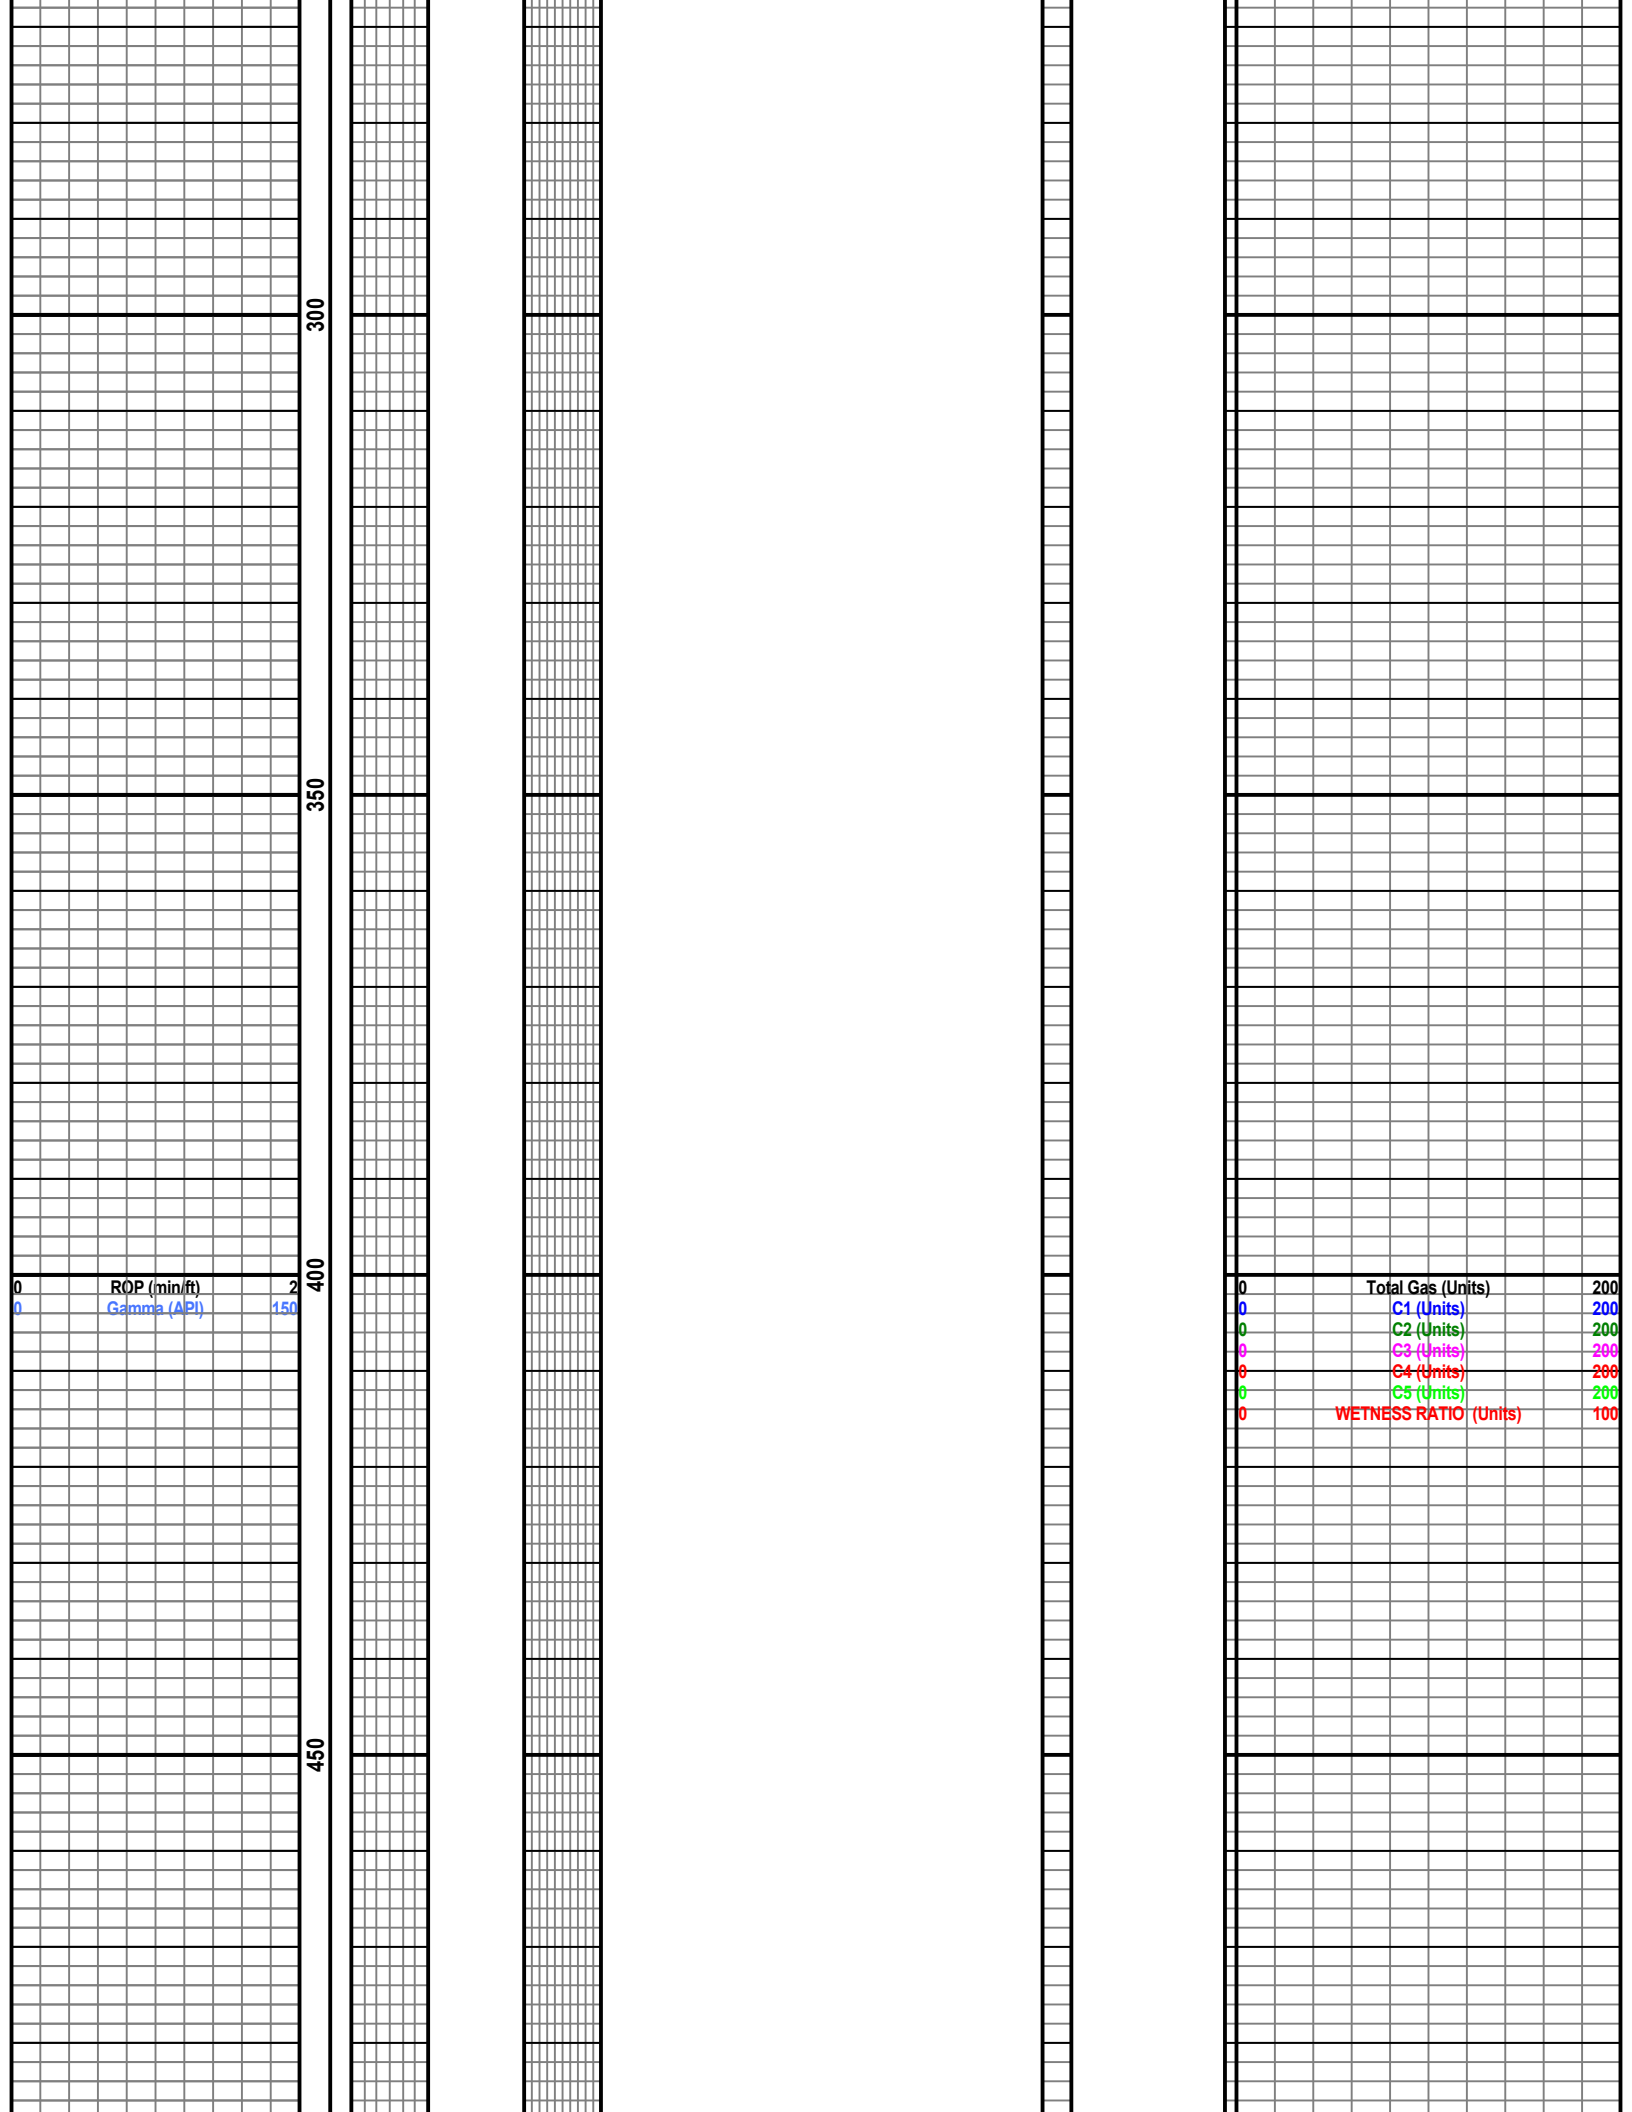 300
350
400
0 ROP (min/ft) 2
0 Gamma (API) 150
0 Total Gas (Units) 200
0 C1 (Units) 200
0 C2 (Units) 200
0 C3 (Units) 200
0 C4 (Units) 200
0 C5 (Units) 200
0 WETNESS RATIO (Units) 100
450